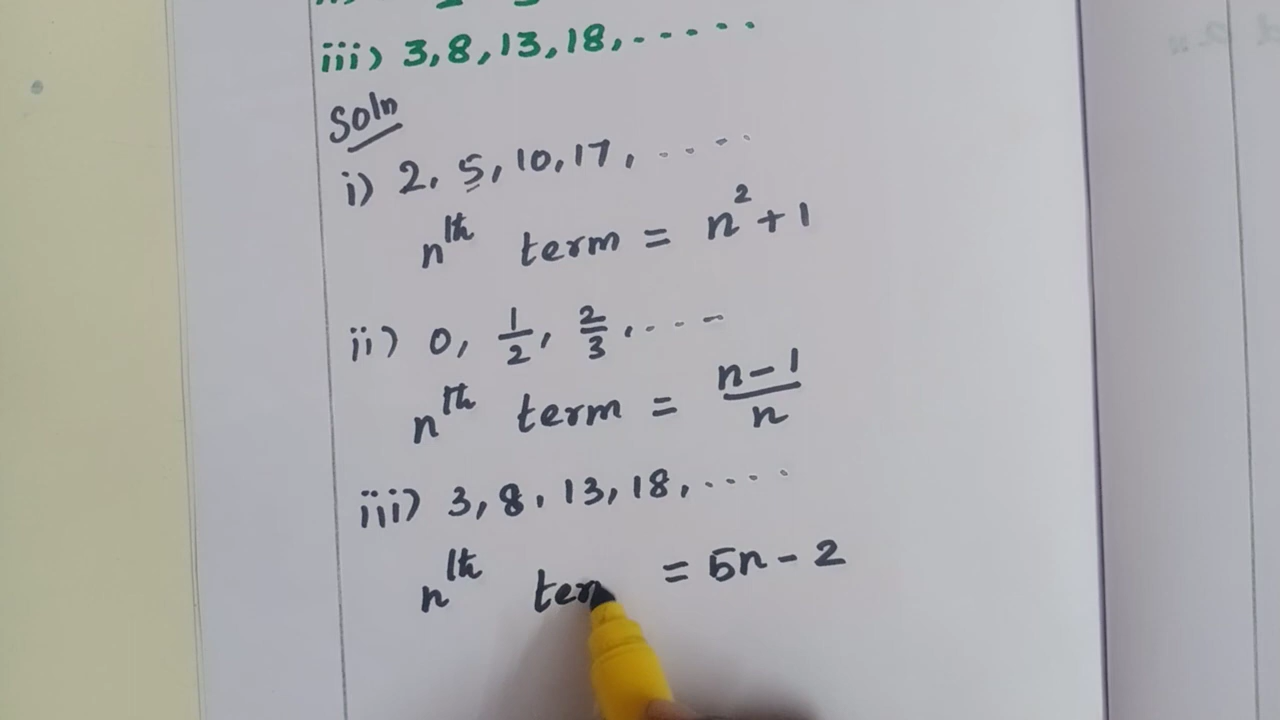 iii) 3, 8, 13, 18, .....
Soln
i) 2, 5, 10, 17, ....
nth term = n² + 1
ii) 0, 1/2, 2/3, ....
nth term = (n-1)/n
iii) 3, 8, 13, 18, ....
nth ter = 5n - 2